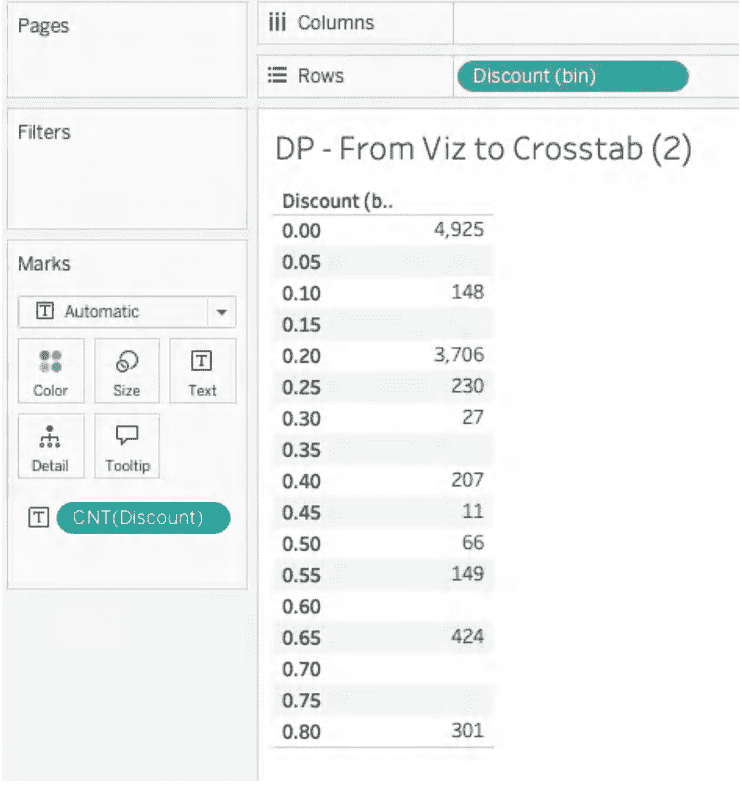 Pages
Columns
Rows
Discount (bin)
Filters
Marks
Automatic
Color
Size
Text
Detail
Tooltip
CNT(Discount)
DP - From Viz to Crosstab (2)
Discount (b..
0.00 4,925
0.05
0.10 148
0.15
0.20 3,706
0.25 230
0.30 27
0.35
0.40 207
0.45 11
0.50 66
0.55 149
0.60
0.65 424
0.70
0.75
0.80 301